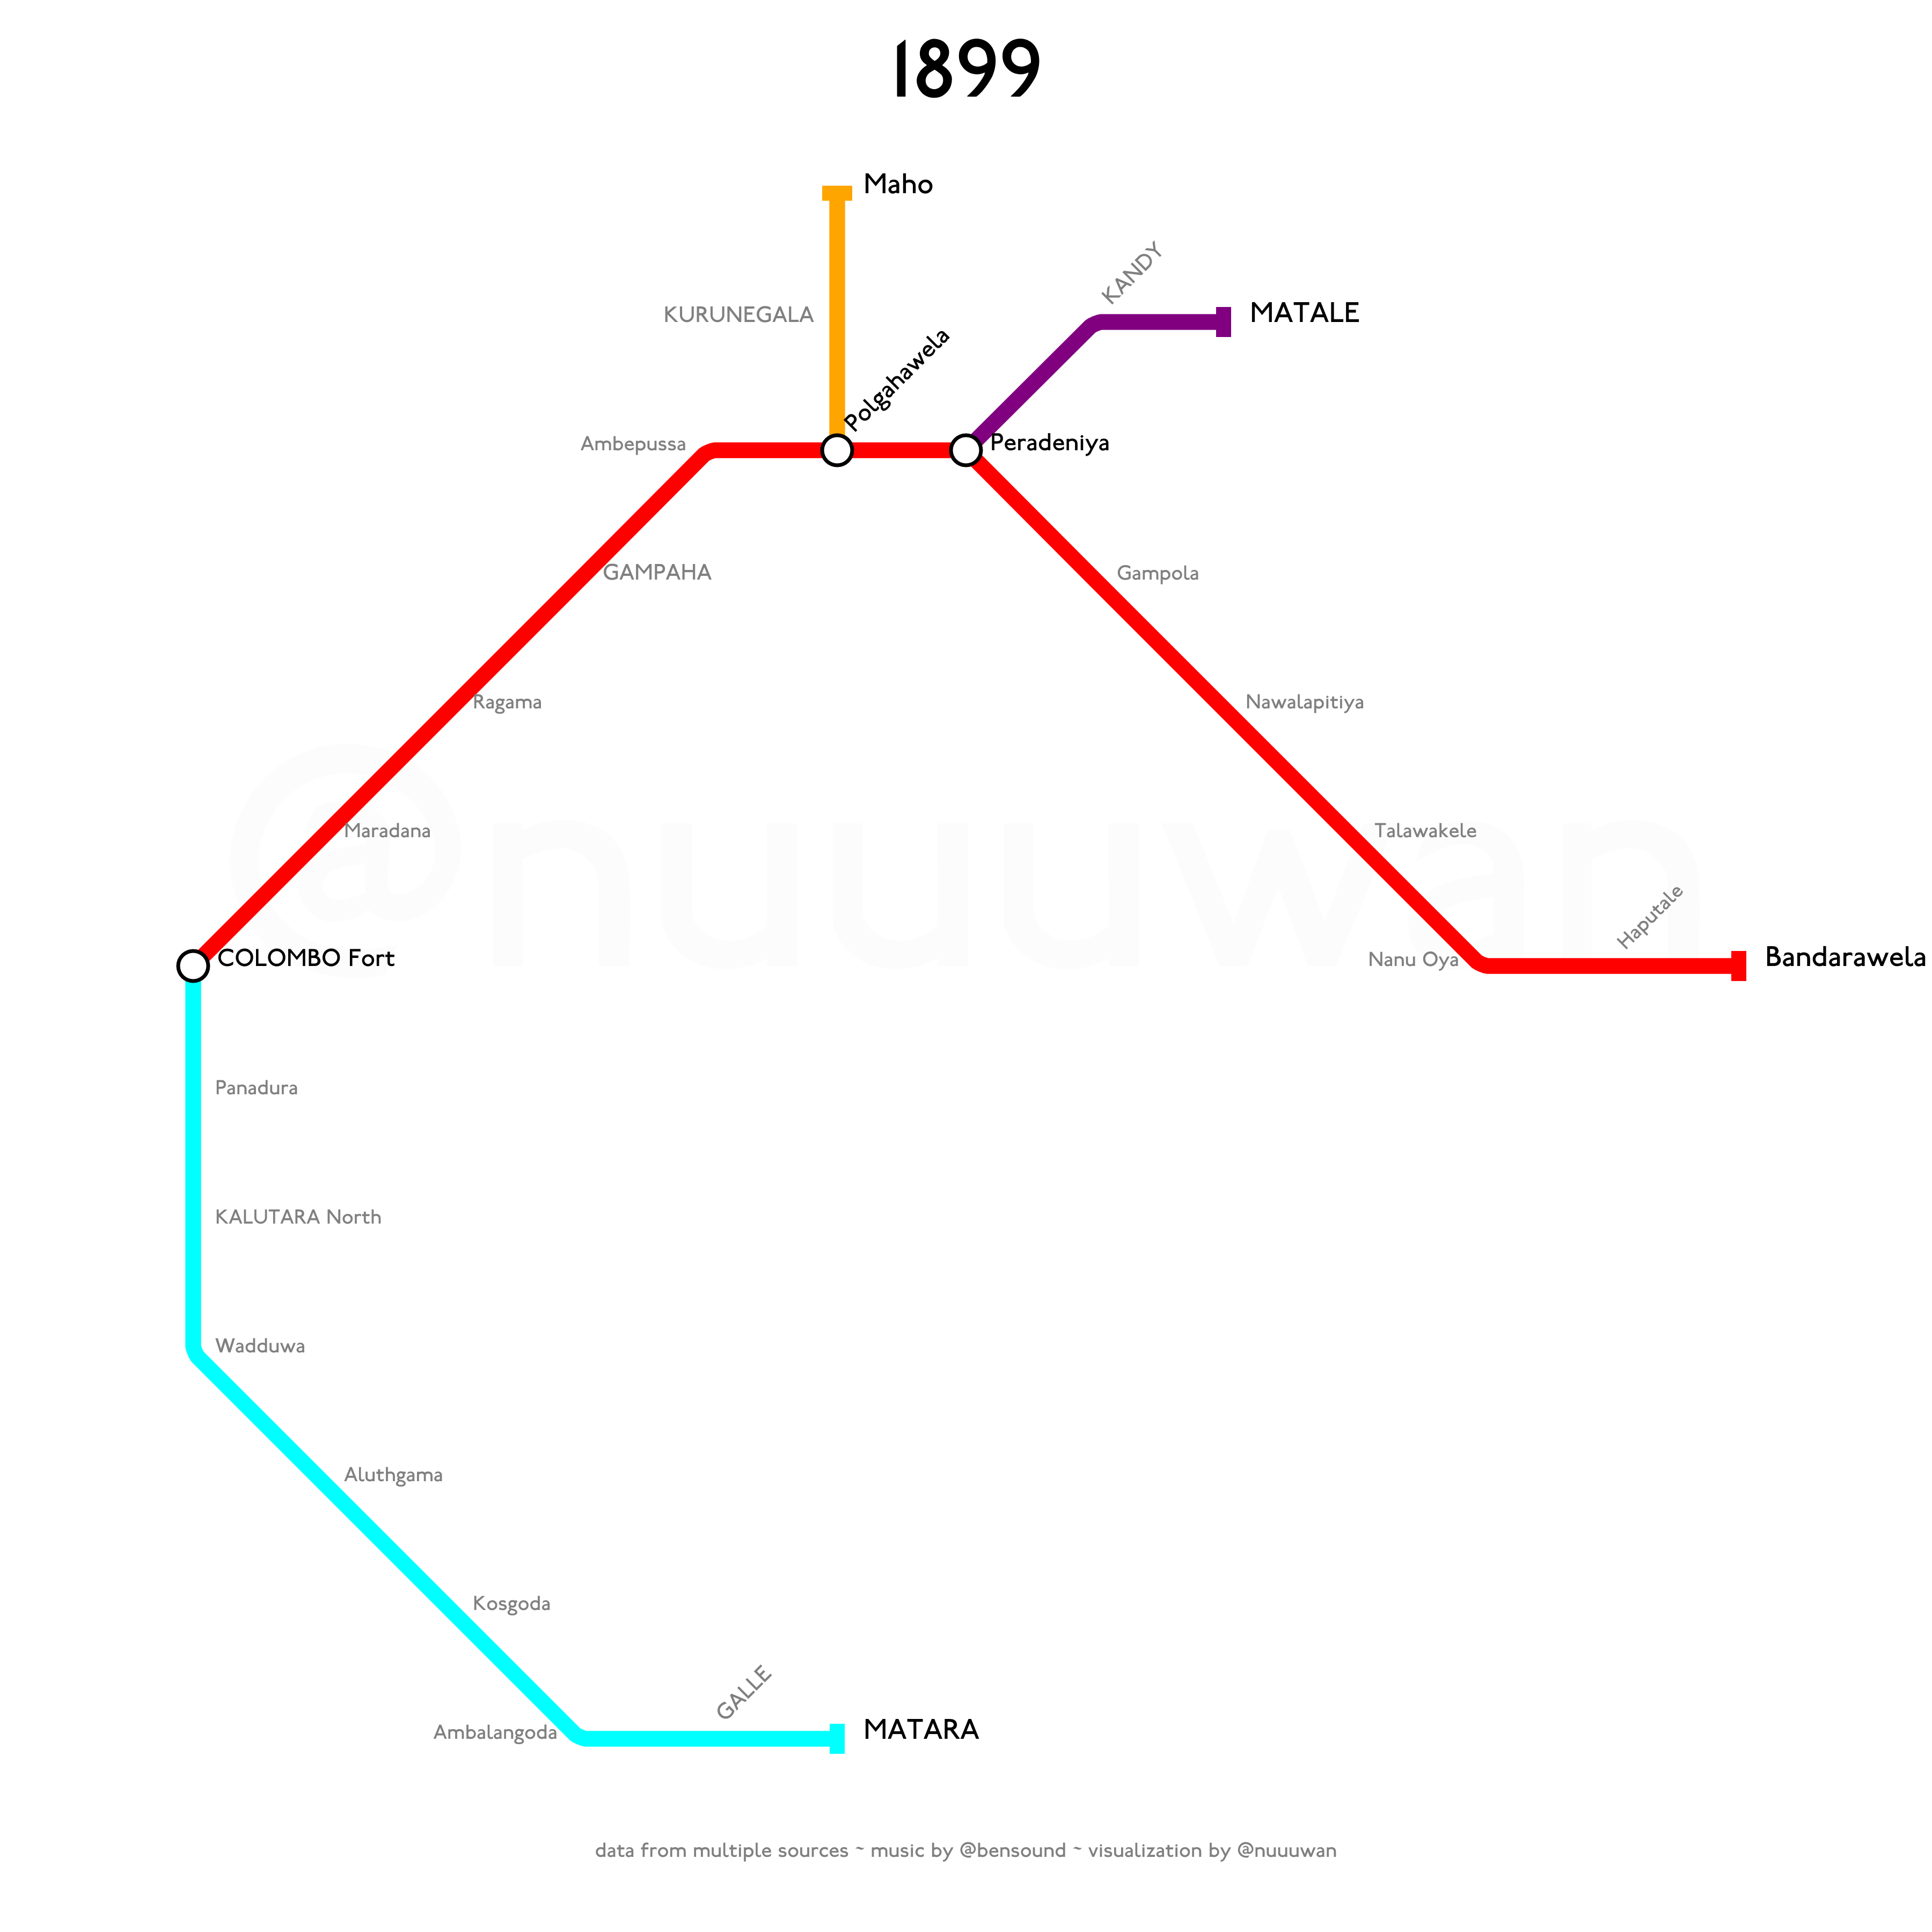 1899
Maho
KANDY
KURUNEGALA
MATALE
Polgahawela
Ambepussa
Peradeniya
GAMPAHA
Gampola
Ragama
Nawalapitiya
Maradana
Talawakele
@nuuuwan
Haputale
COLOMBO Fort
Nanu Oya
Bandarawela
Panadura
KALUTARA North
Wadduwa
Aluthgama
Kosgoda
GALLE
Ambalangoda
MATARA
data from multiple sources ~ music by @bensound ~ visualization by @nuuuwan